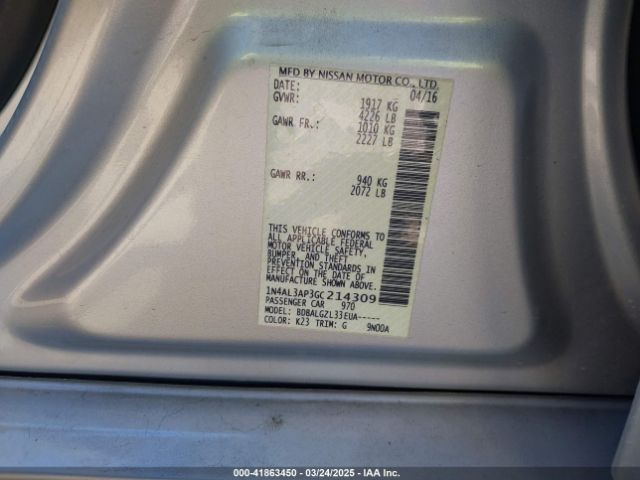 MFD BY NISSAN MOTOR CO., LTD.
DATE: 04/16
GVWR: 1917 KG
4226 LB
GAWR FR.: 1010 KG
2227 LB
GAWR RR.: 940 KG
2072 LB
THIS VEHICLE CONFORMS TO
ALL APPLICABLE FEDERAL
MOTOR VEHICLE SAFETY,
BUMPER, AND THEFT
PREVENTION STANDARDS IN
EFFECT ON THE DATE OF
MANUFACTURE SHOWN ABOVE.
1N4AL3AP3GC214309
PASSENGER CAR 970
MODEL: BDBALGZL33EUA-----
COLOR: K23 TRIM: G 9N00A
000-41863450 - 03/24/2025 - IAA Inc.